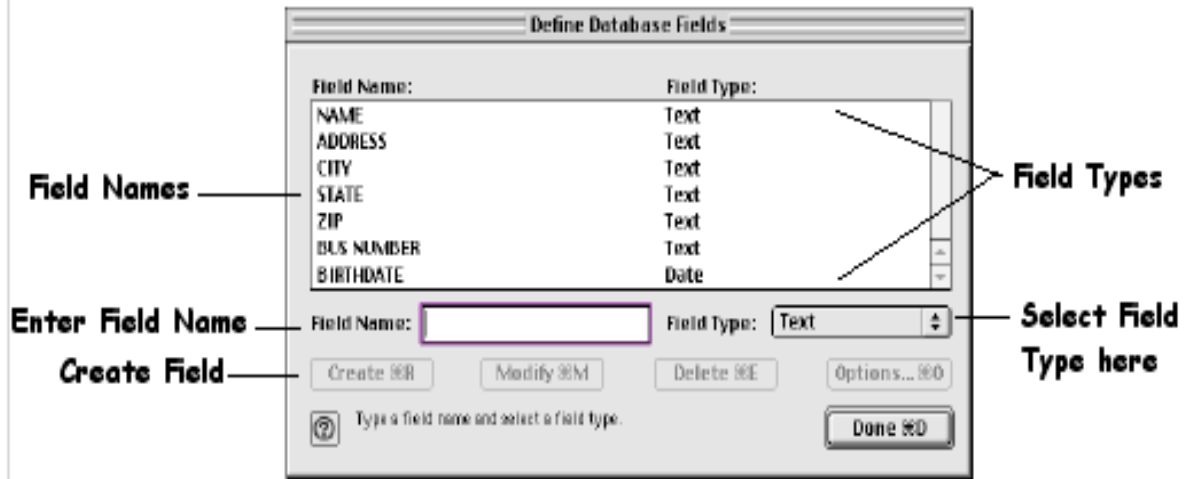 Define Database Fields
Field Name: Field Type:
NAME Text
ADDRESS Text
CITY Text
Field Names STATE Text Field Types
ZIP Text
BUS NUMBER Text
BIRTHDATE Date
Enter Field Name Field Name: Field Type: Text Select Field
Type here
Create Field Create ⌘R Modify ⌘M Delete ⌘E Options...⌘O
Type a field name and select a field type.
Done ⌘D